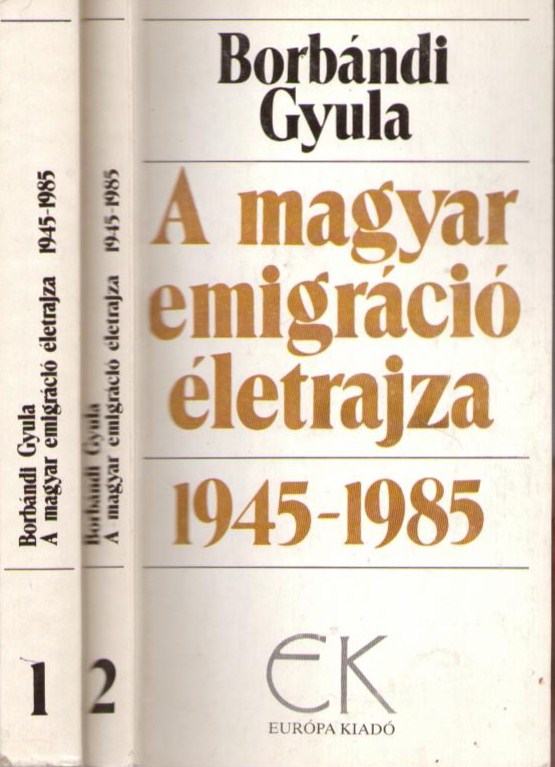 Borbándi Gyula
A magyar emigráció életrajza 1945-1985
1
Borbándi Gyula
A magyar emigráció életrajza 1945-1985
2
Borbándi
Gyula
A magyar
emigráció
életrajza
1945-1985
EK
EURÓPA KIADÓ